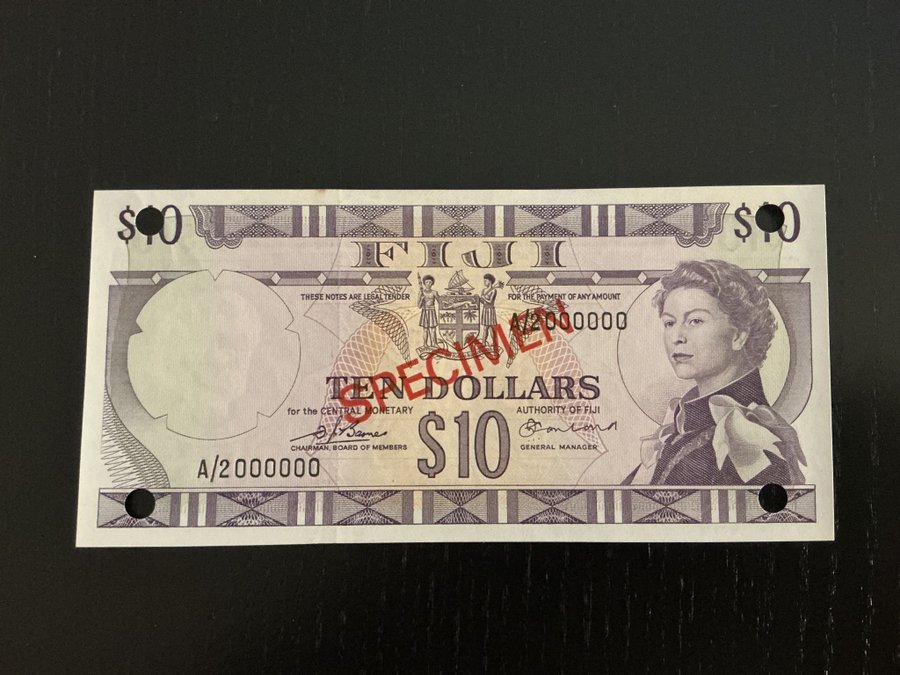 $10 $10
FIJI
THESE NOTES ARE LEGAL TENDER FOR THE PAYMENT OF ANY AMOUNT
A/2000000
SPECIMEN
TEN DOLLARS
for the CENTRAL MONETARY AUTHORITY OF FIJI
$10
CHAIRMAN, BOARD OF MEMBERS GENERAL MANAGER
A/2000000